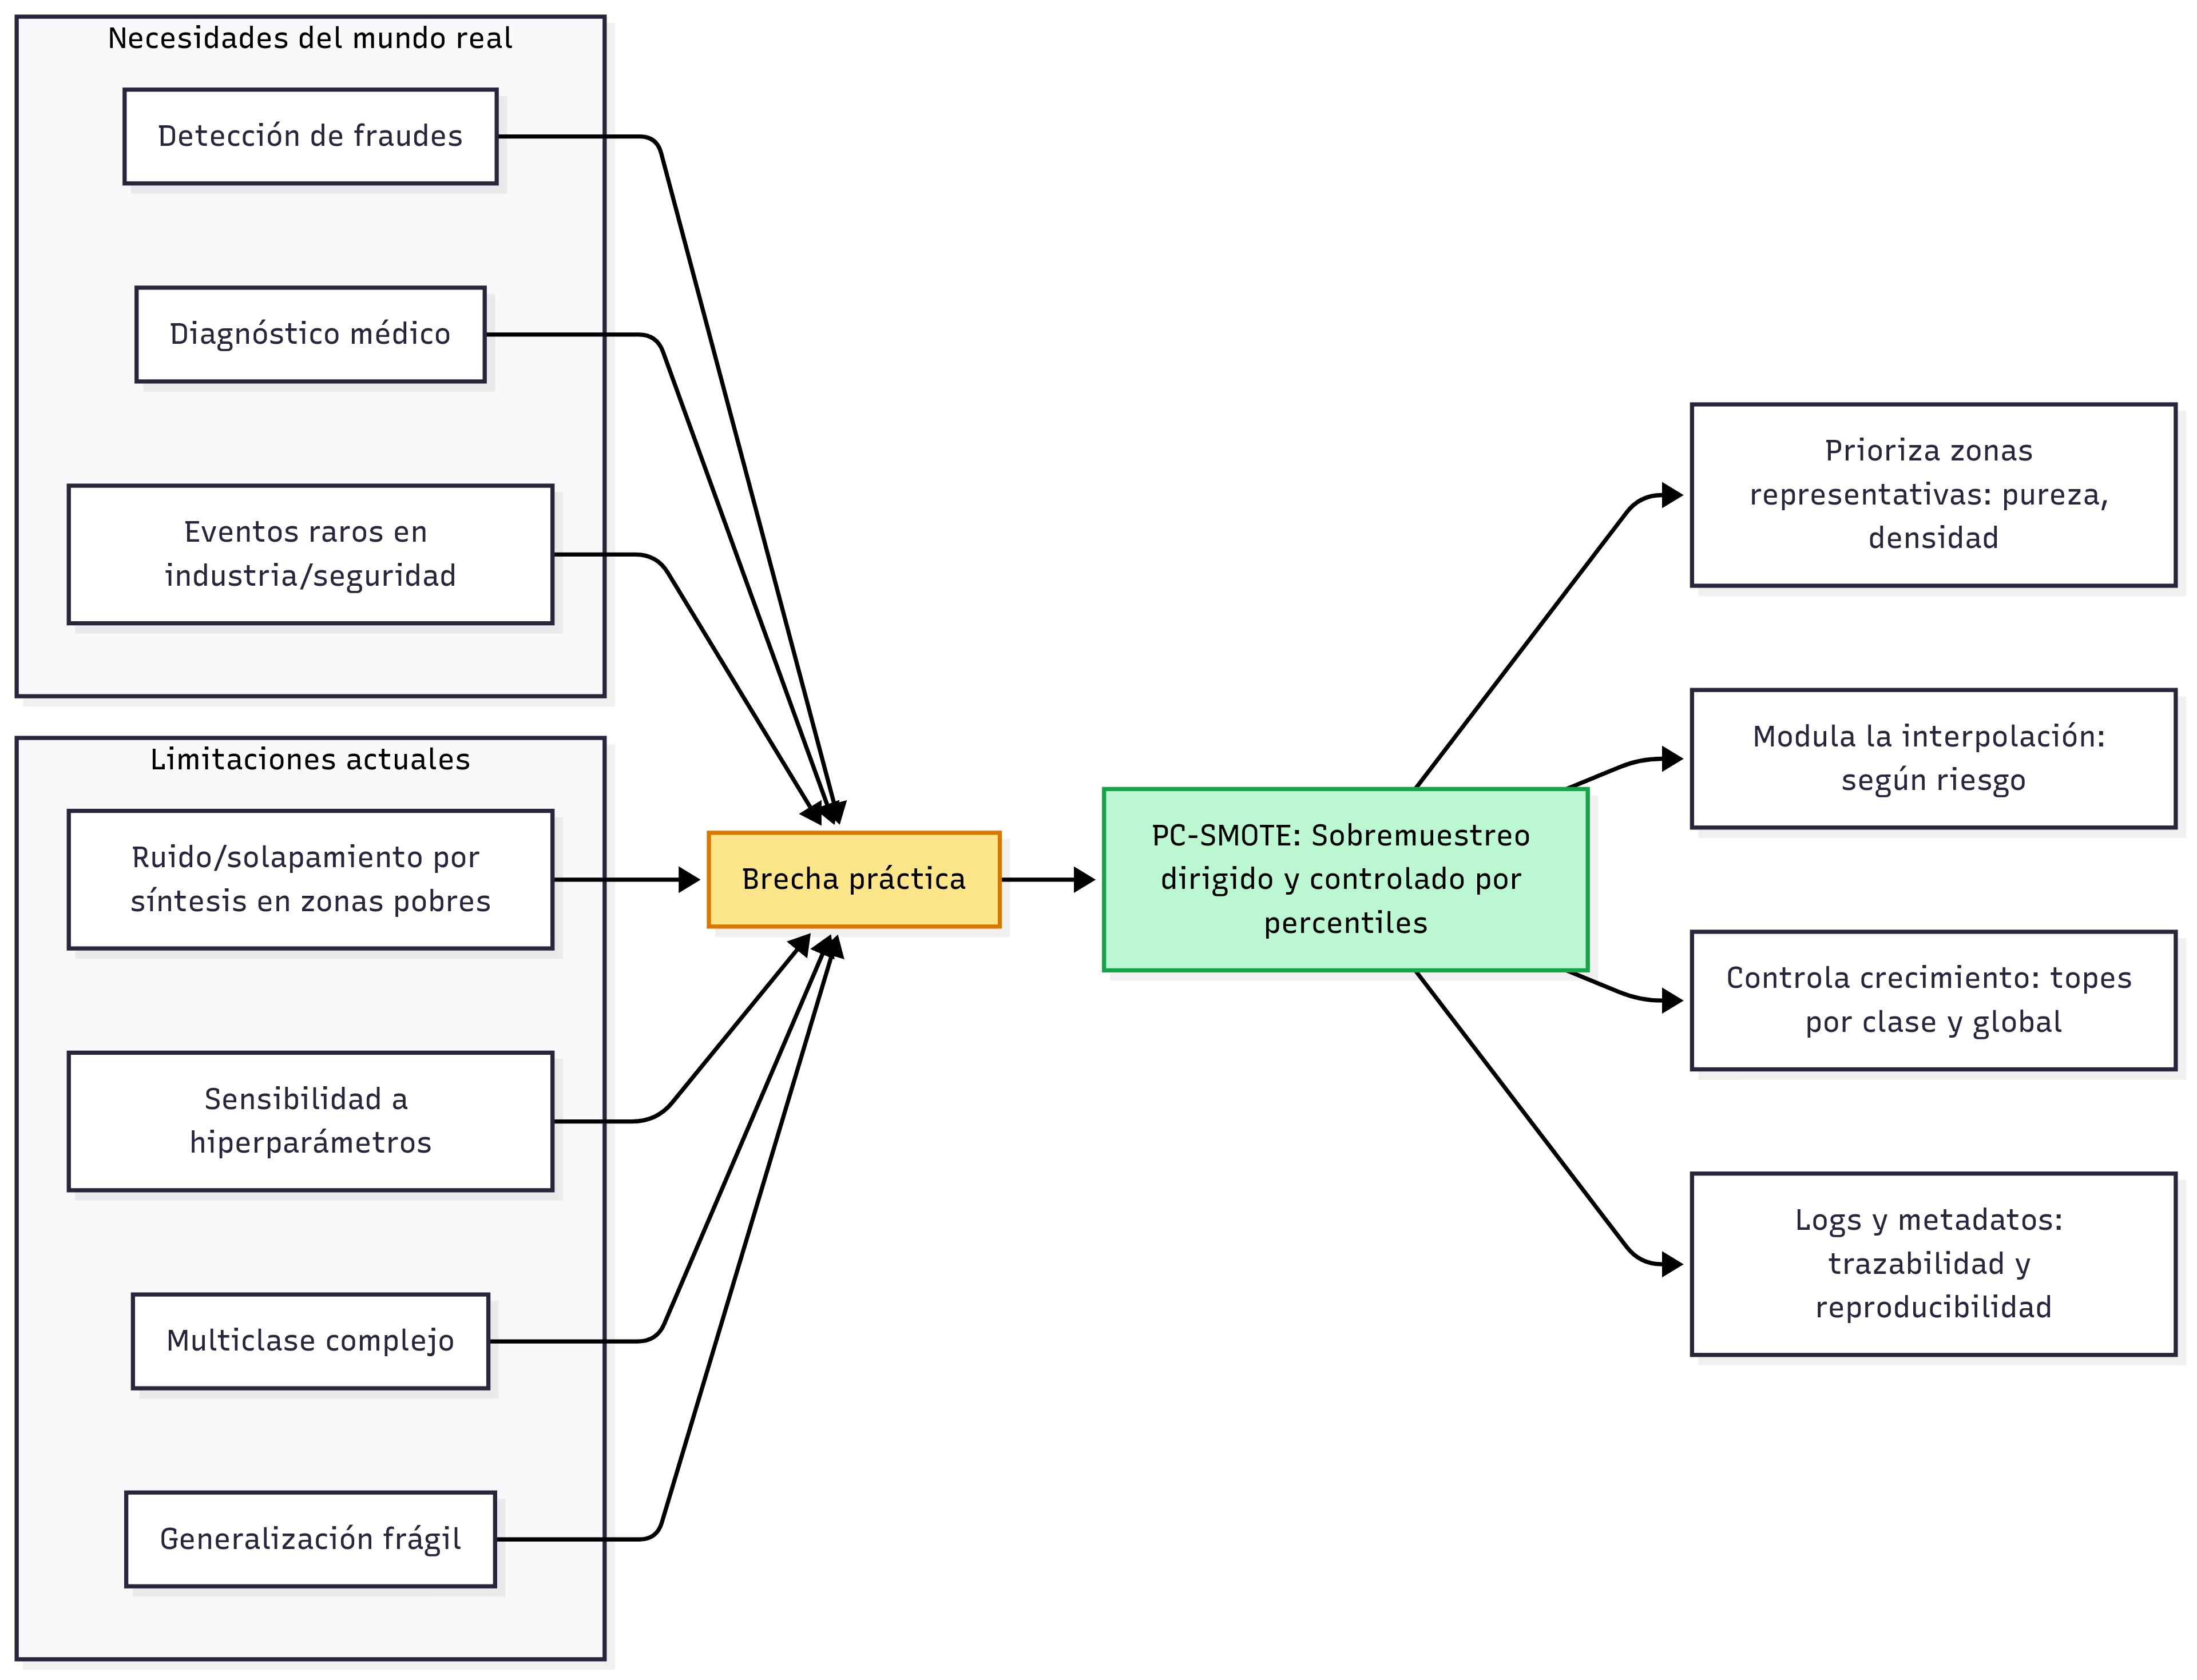 Necesidades del mundo real
Detección de fraudes
Diagnóstico médico
Eventos raros en
industria/seguridad
Limitaciones actuales
Ruido/solapamiento por
síntesis en zonas pobres
Sensibilidad a
hiperparámetros
Multiclase complejo
Generalización frágil
Brecha práctica
PC-SMOTE: Sobremuestreo
dirigido y controlado por
percentiles
Prioriza zonas
representativas: pureza,
densidad
Modula la interpolación:
según riesgo
Controla crecimiento: topes
por clase y global
Logs y metadatos:
trazabilidad y
reproducibilidad